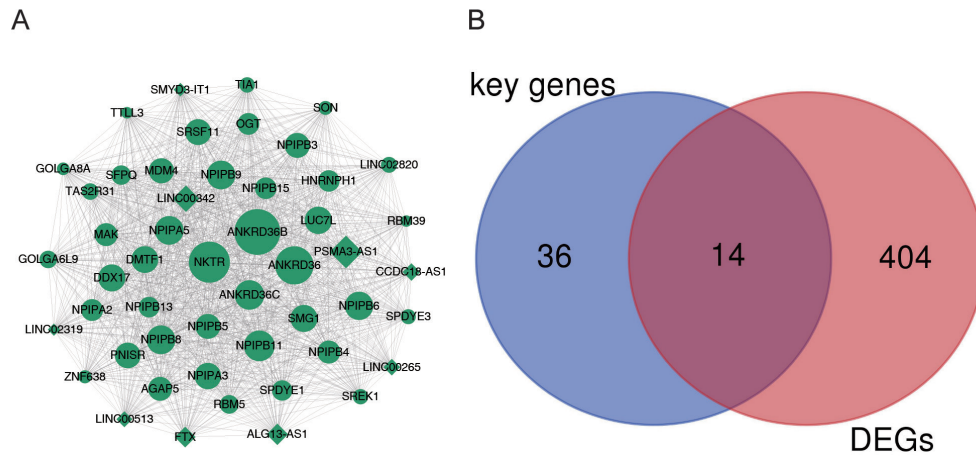 A
B
key genes
36
14
404
DEGs
SMYD3-IT1
TIA1
TTLL3
SON
SRSF11
OGT
NPIPB3
GOLGA8A
SFPQ
MDM4
NPIPB9
HNRNPH1
LINC02820
TAS2R31
LINC00342
NPIPB15
MAK
NPIPA5
ANKRD36B
LUC7L
RBM39
GOLGA6L9
DMTF1
NKTR
ANKRD36
PSMA3-AS1
DDX17
CCDC18-AS1
NPIPA2
NPIPB13
ANKRD36C
NPIPB6
LINC02319
NPIPB5
SMG1
SPDYE3
PNISR
NPIPB8
NPIPB11
NPIPB4
ZNF638
NPIPA3
LINC00265
AGAP5
RBM5
SPDYE1
SREK1
LINC00513
FTX
ALG13-AS1